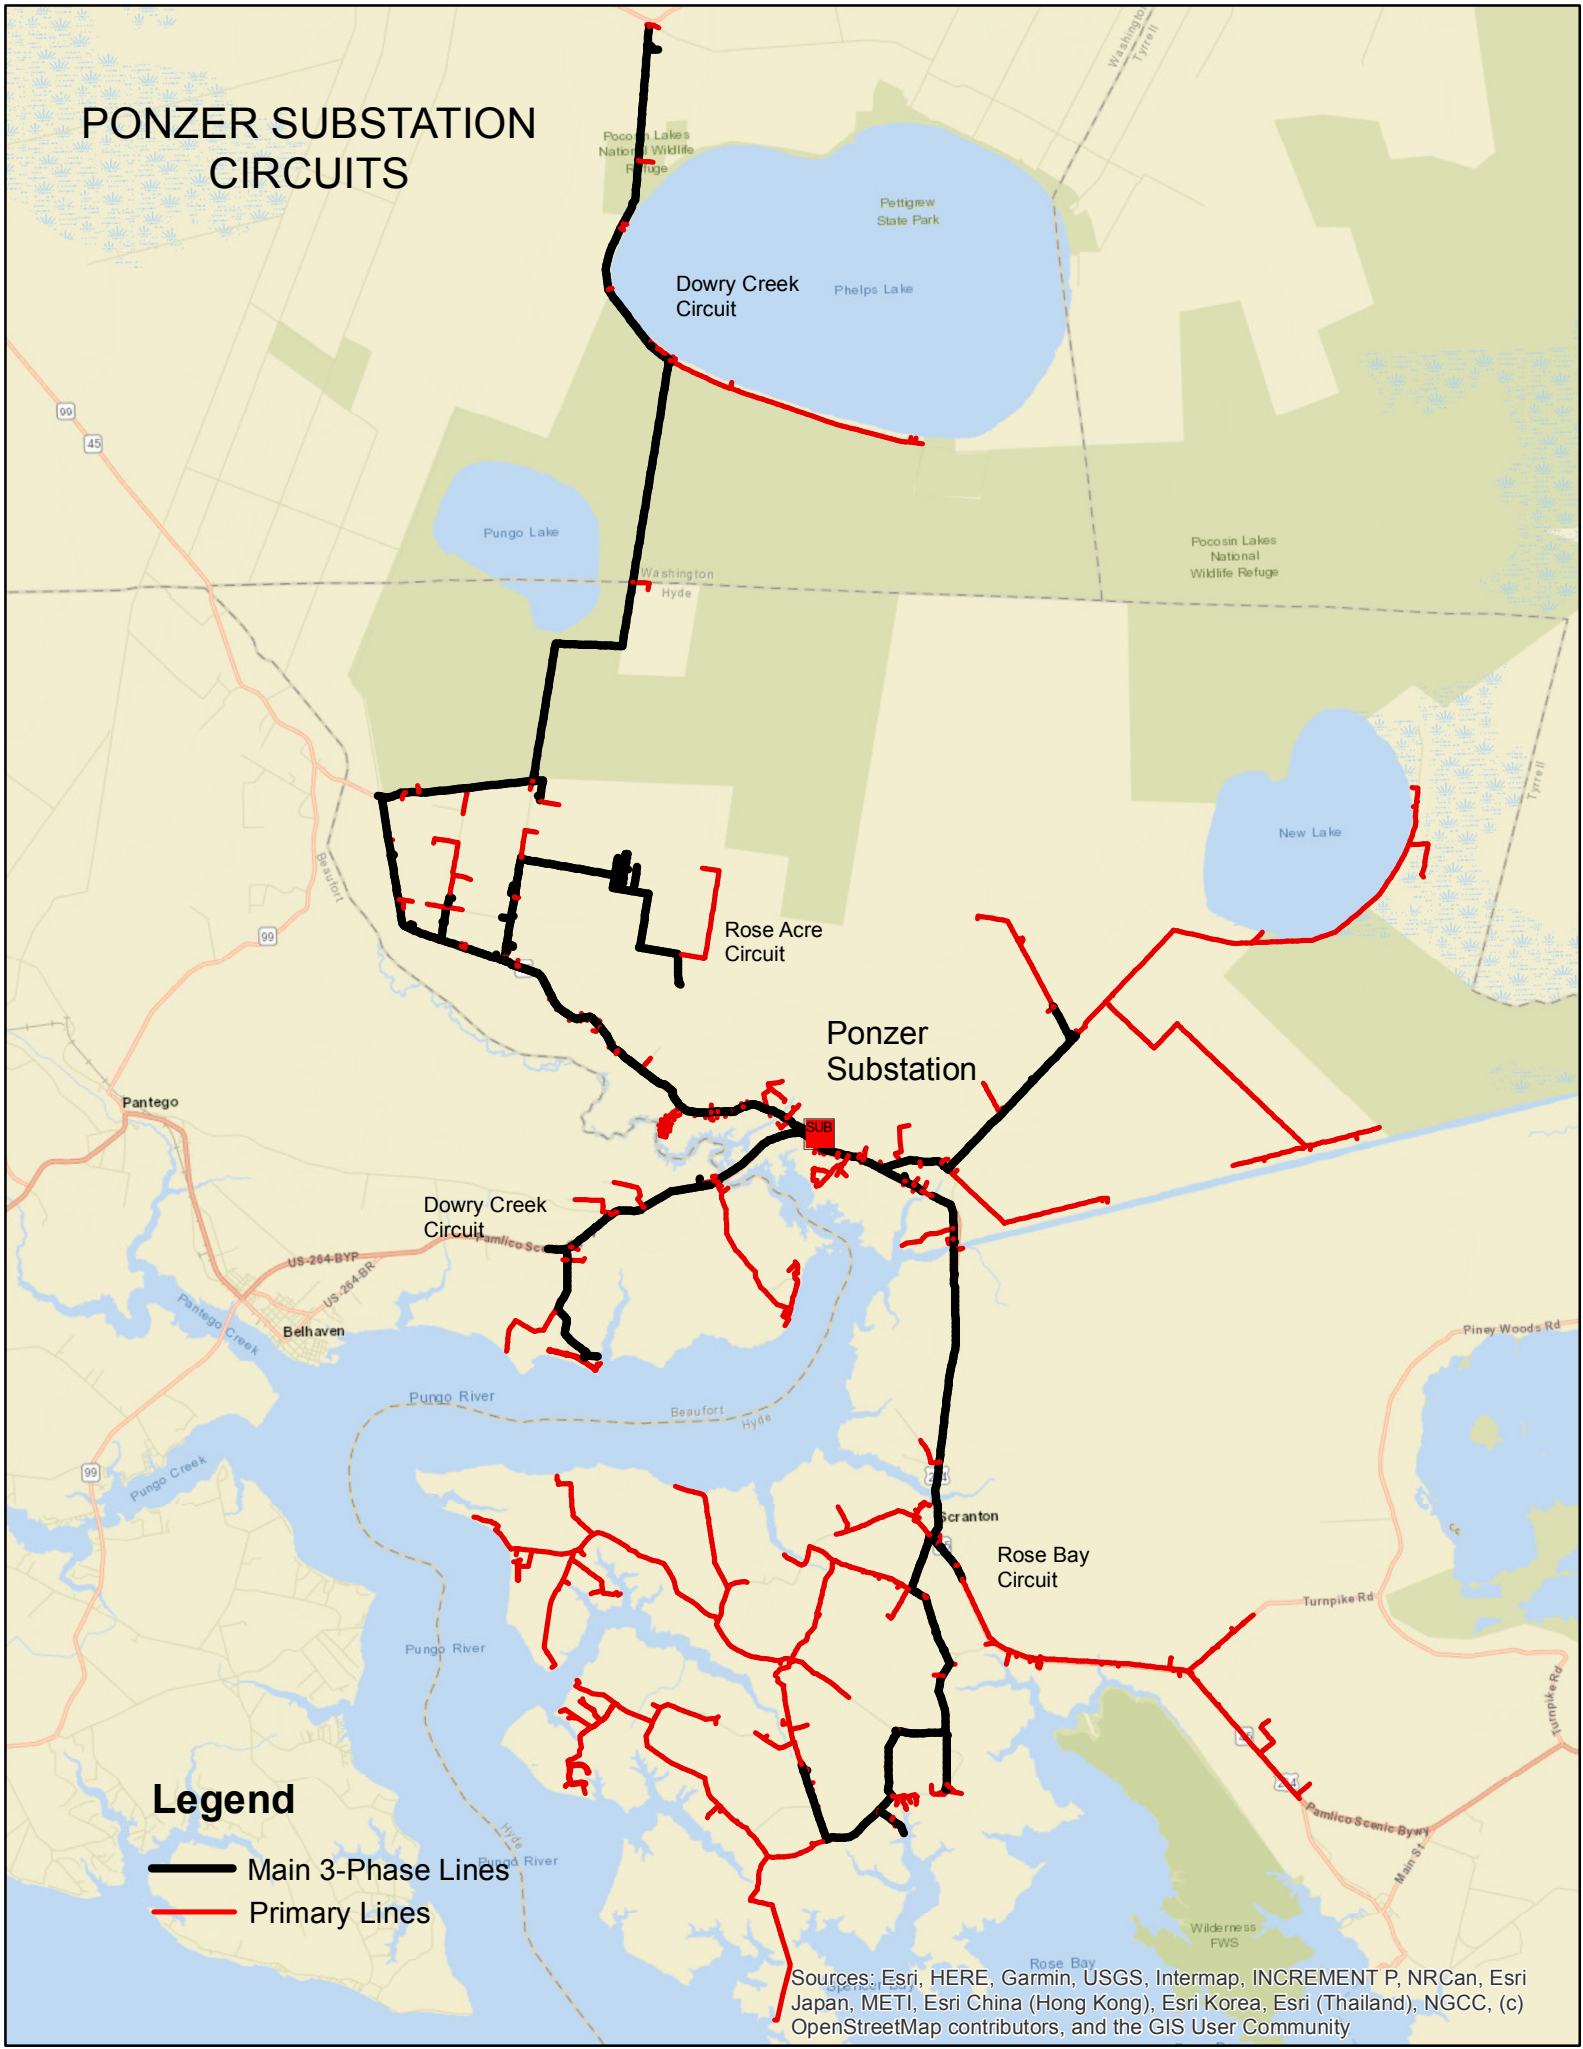 PONZER SUBSTATION
CIRCUITS
Washington
Tyrrell
Pocosin Lakes
National Wildlife
Refuge
Pettigrew
State Park
Dowry Creek
Circuit
Phelps Lake
99
45
Pungo Lake
Pocosin Lakes
National
Wildlife Refuge
Washington
Hyde
Tyrrell
New Lake
Beaufort
99
Rose Acre
Circuit
Ponzer
Substation
Pantego
SUB
Dowry Creek
Circuit
US-264-BYP
US-264-BR
Pantego Creek
Belhaven
Piney Woods Rd
Pungo River
Beaufort
Hyde
99
Pungo Creek
Scranton
Rose Bay
Circuit
Turnpike Rd
Pungo River
Turnpike Rd
Legend
Main 3-Phase Lines
Primary Lines
Hyde
Pungo River
Pamlico Scenic Bywy
Main St
Wilderness
FWS
Rose Bay
Spencer Bay
Sources: Esri, HERE, Garmin, USGS, Intermap, INCREMENT P, NRCan, Esri
Japan, METI, Esri China (Hong Kong), Esri Korea, Esri (Thailand), NGCC, (c)
OpenStreetMap contributors, and the GIS User Community